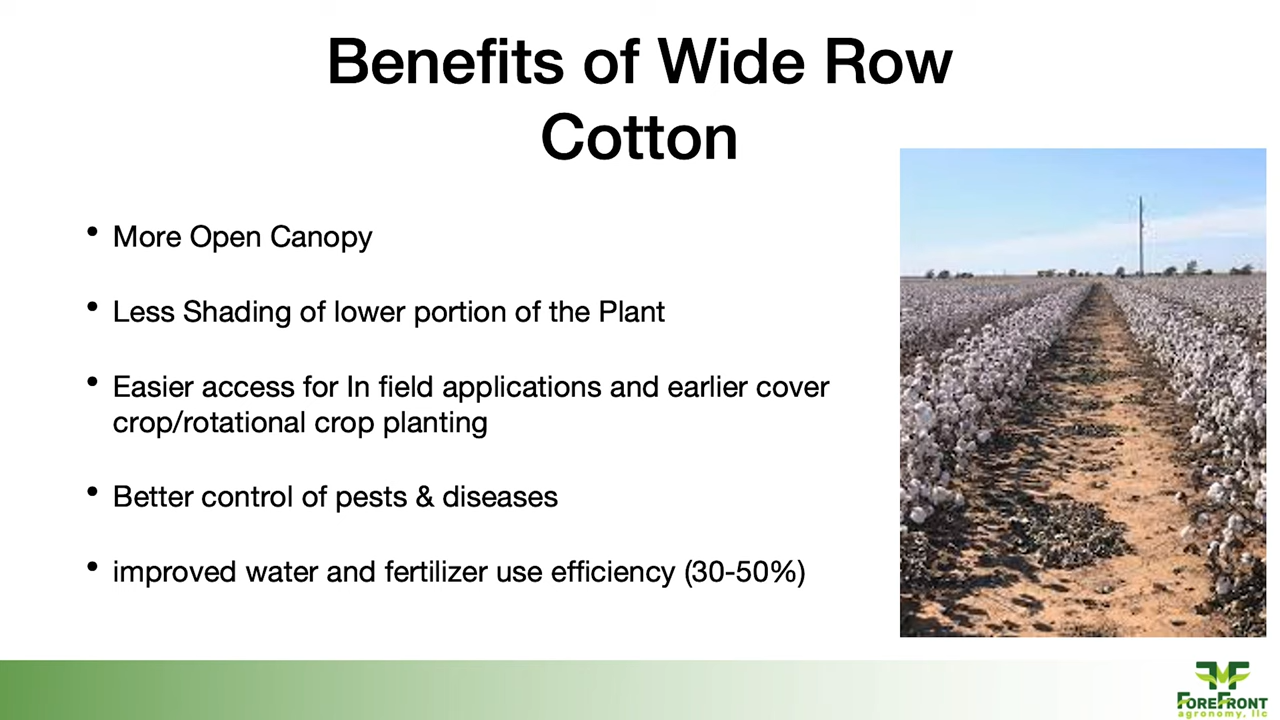 Benefits of Wide Row
Cotton
• More Open Canopy
• Less Shading of lower portion of the Plant
• Easier access for In field applications and earlier cover
crop/rotational crop planting
• Better control of pests & diseases
• improved water and fertilizer use efficiency (30-50%)
FOREFRONT
agronomy, llc